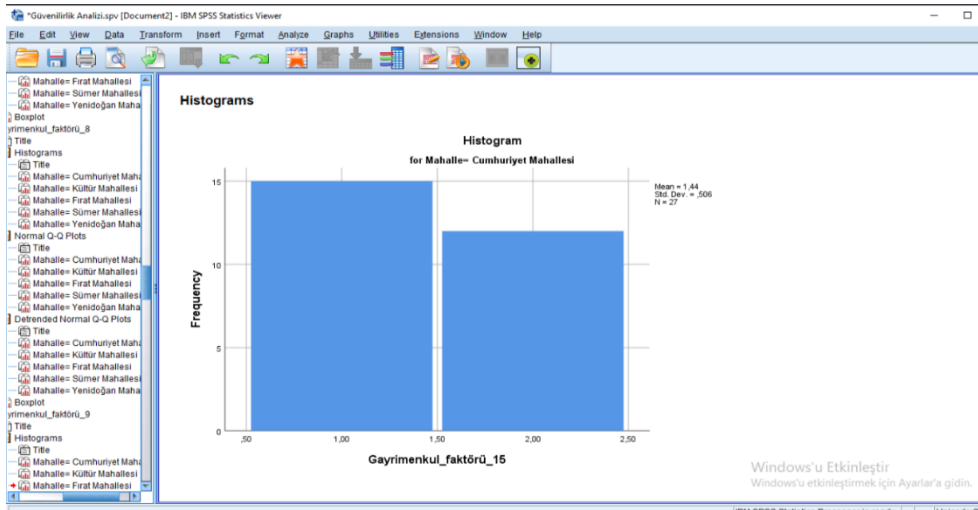 *Güvenilirlik Analizi.spv [Document2] - IBM SPSS Statistics Viewer
File Edit View Data Transform Insert Format Analyze Graphs Utilities Extensions Window Help
Mahalle= Fırat Mahallesi
Mahalle= Sümer Mahallesi
Mahalle= Yenidoğan Maha
Boxplot
yrimenkul_faktörü_8
Title
Histograms
Title
Mahalle= Cumhuriyet Maha
Mahalle= Kültür Mahallesi
Mahalle= Fırat Mahallesi
Mahalle= Sümer Mahallesi
Mahalle= Yenidoğan Maha
Normal Q-Q Plots
Title
Mahalle= Cumhuriyet Maha
Mahalle= Kültür Mahallesi
Mahalle= Fırat Mahallesi
Mahalle= Sümer Mahallesi
Mahalle= Yenidoğan Maha
Detrended Normal Q-Q Plots
Title
Mahalle= Cumhuriyet Maha
Mahalle= Kültür Mahallesi
Mahalle= Fırat Mahallesi
Mahalle= Sümer Mahallesi
Mahalle= Yenidoğan Maha
Boxplot
yrimenkul_faktörü_9
Title
Histograms
Title
Mahalle= Cumhuriyet Maha
Mahalle= Kültür Mahallesi
Mahalle= Fırat Mahallesi
Histograms
Histogram
for Mahalle= Cumhuriyet Mahallesi
Mean = 1,44
Std. Dev. = ,506
N = 27
Frequency
15
10
5
0
,50 1,00 1,50 2,00 2,50
Gayrimenkul_faktörü_15
Windows'u Etkinleştir
Windows'u etkinleştirmek için Ayarlar'a gidin.